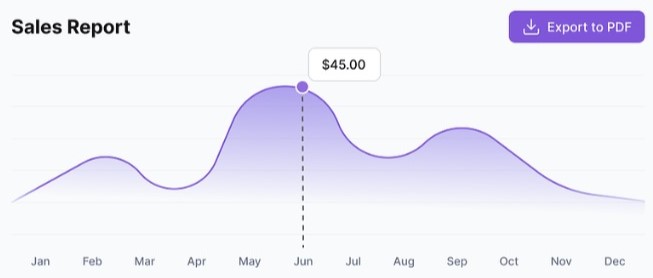 Sales Report
Export to PDF
$45.00
Jan Feb Mar Apr May Jun Jul Aug Sep Oct Nov Dec